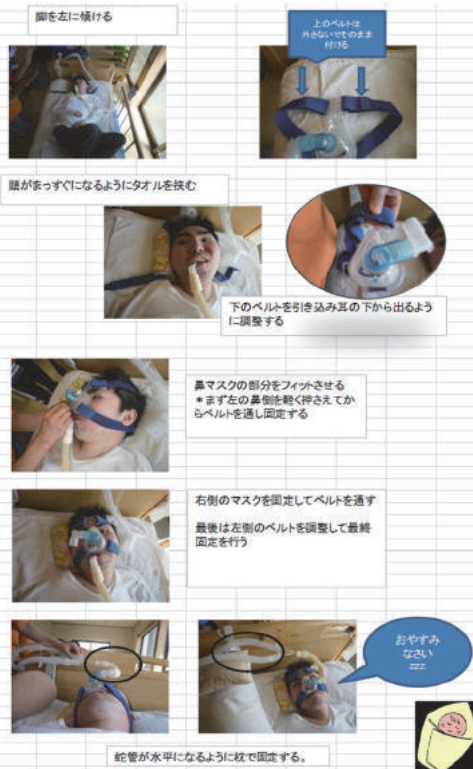 脚を左に傾ける
上のベルトは
外さないでそのまま
付ける
頭がまっすぐになるようにタオルを挟む
下のベルトを引き込み耳の下から出るよう
に調整する
鼻マスクの部分をフィットさせる
＊まず左の鼻側を軽く押さえてか
らベルトを通し固定する
右側のマスクを固定してベルトを通す
最後は左側のベルトを調整して最終
固定を行う
おやすみ
なさい
zzz
蛇管が水平になるように枕で固定する。